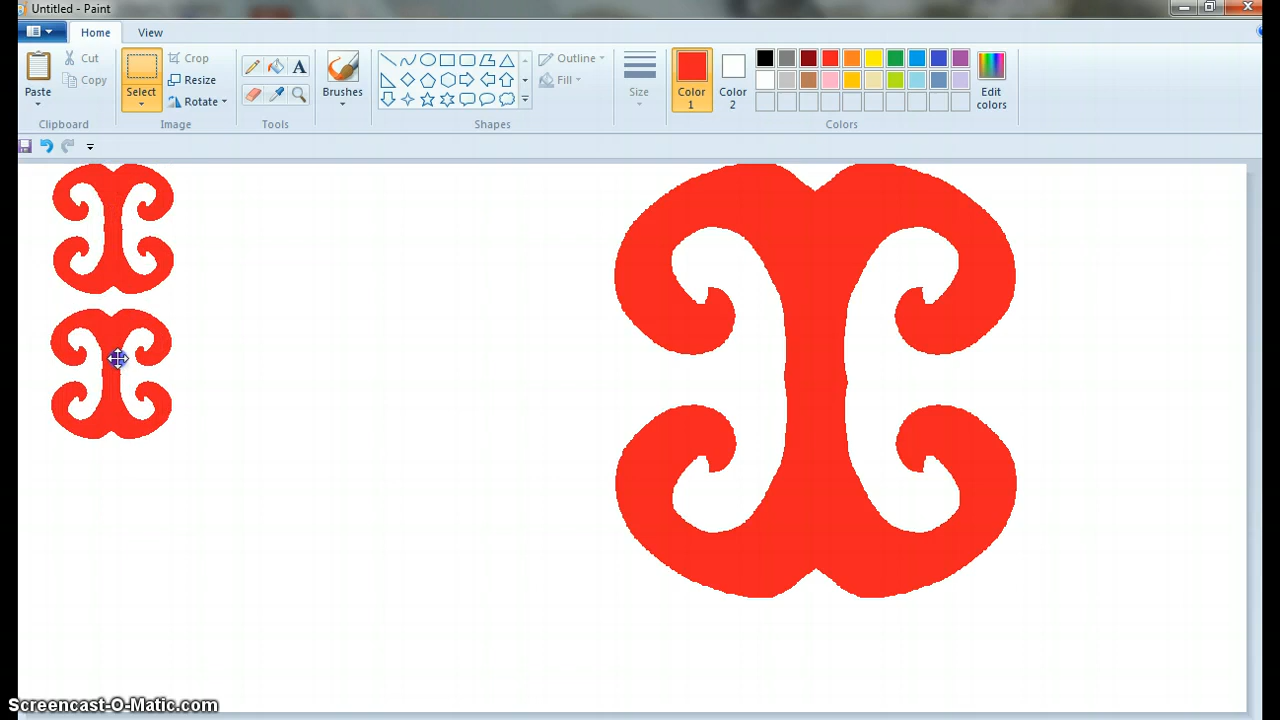 Untitled - Paint
Home View
Paste
Cut
Copy
Clipboard
Select
Crop
Resize
Rotate
Image
A
Tools
Brushes
Shapes
Outline
Fill
Size
Color
1
Color
2
Edit
colors
Colors
Screencast-O-Matic.com